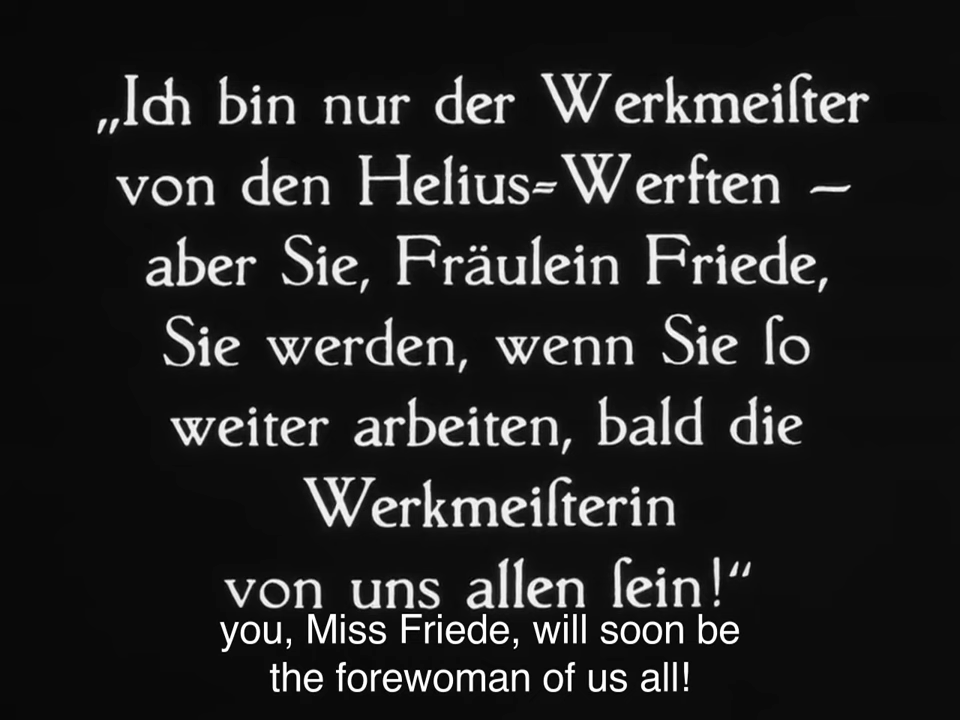 „Ich bin nur der Werkmeiſter
von den Helius⸗Werften —
aber Sie, Fräulein Friede,
Sie werden, wenn Sie ſo
weiter arbeiten, bald die
Werkmeiſterin
von uns allen ſein!“
you, Miss Friede, will soon be
the forewoman of us all!